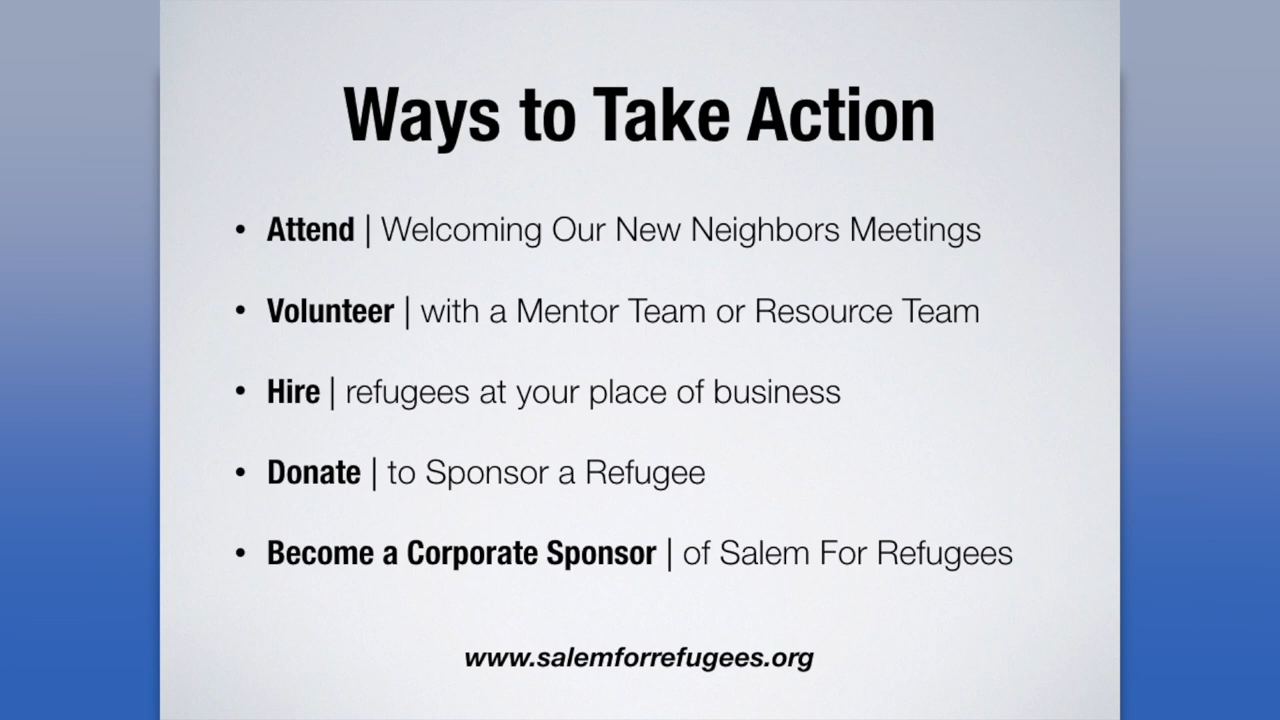 Ways to Take Action
• Attend | Welcoming Our New Neighbors Meetings
• Volunteer | with a Mentor Team or Resource Team
• Hire | refugees at your place of business
• Donate | to Sponsor a Refugee
• Become a Corporate Sponsor | of Salem For Refugees
www.salemforrefugees.org